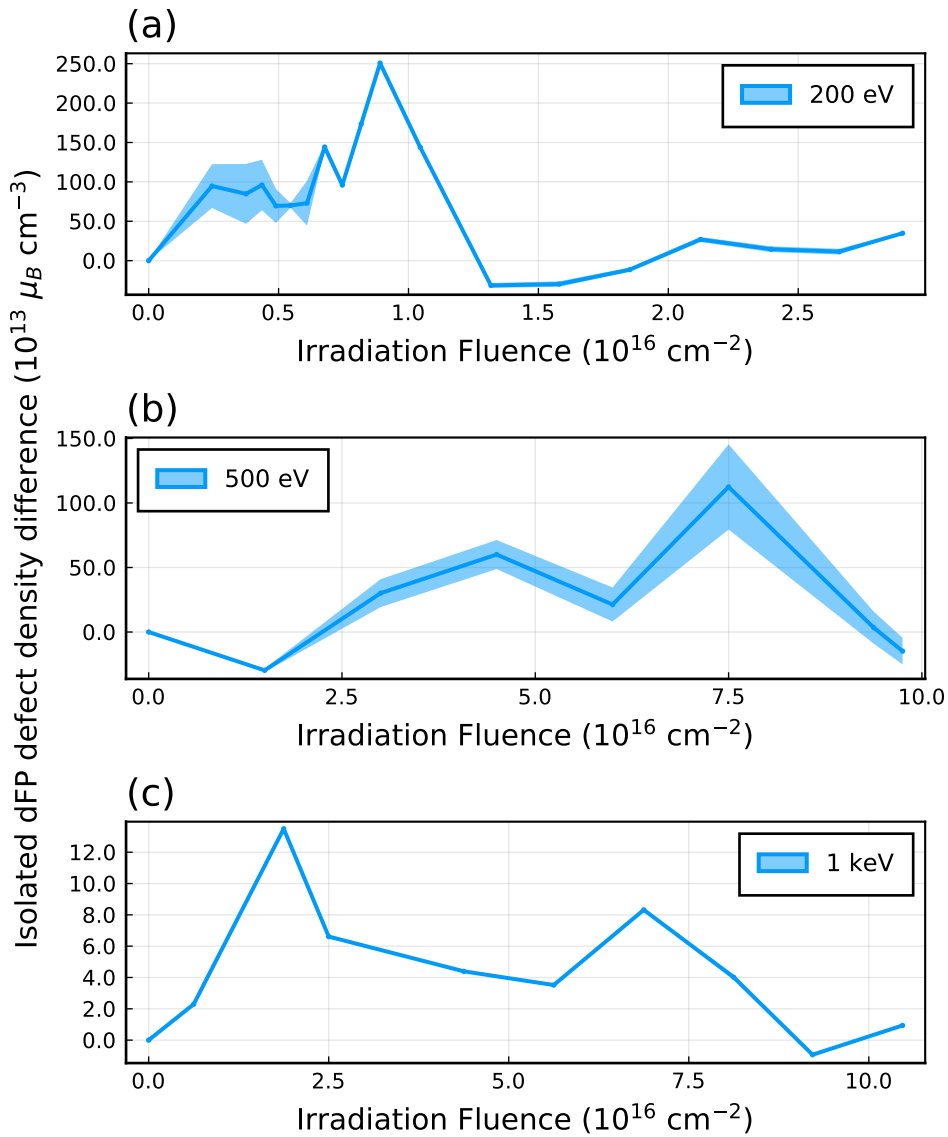 (a)
250.0
200.0
150.0
100.0
50.0
0.0
200 eV
0.0 0.5 1.0 1.5 2.0 2.5
Irradiation Fluence (10¹⁶ cm⁻²)
Isolated dFP defect density difference (10¹³ μ_B cm⁻³)
(b)
150.0
100.0
50.0
0.0
500 eV
0.0 2.5 5.0 7.5 10.0
Irradiation Fluence (10¹⁶ cm⁻²)
(c)
12.0
10.0
8.0
6.0
4.0
2.0
0.0
1 keV
0.0 2.5 5.0 7.5 10.0
Irradiation Fluence (10¹⁶ cm⁻²)